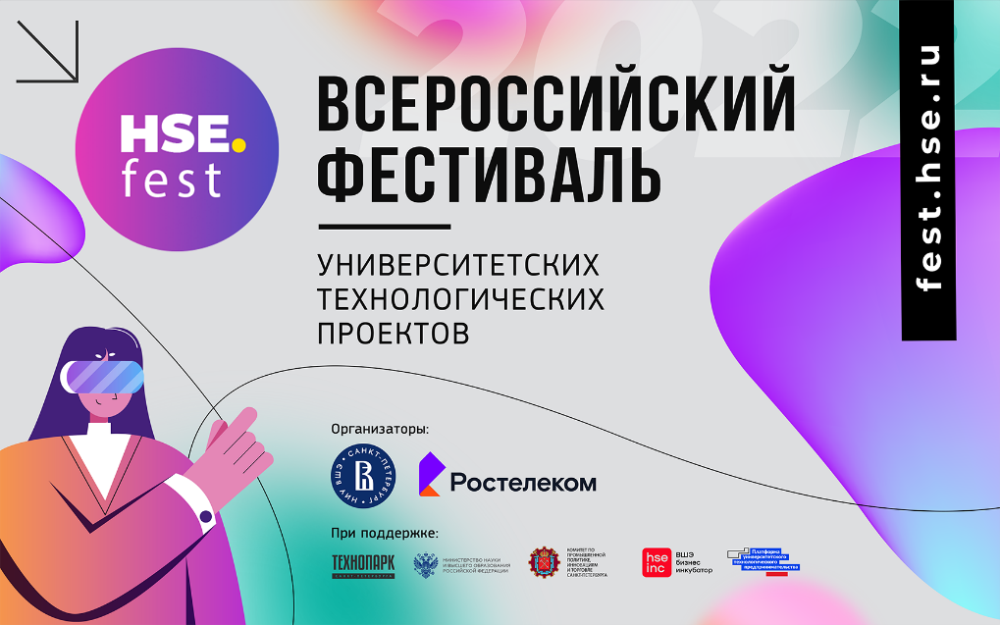 2022
HSE.
fest
ВСЕРОССИЙСКИЙ
ФЕСТИВАЛЬ
УНИВЕРСИТЕТСКИХ
ТЕХНОЛОГИЧЕСКИХ
ПРОЕКТОВ
fest.hse.ru
Организаторы:
НИУ ВШЭ • САНКТ-ПЕТЕРБУРГ •
Ростелеком
При поддержке:
ТЕХНОПАРК
САНКТ-ПЕТЕРБУРГА
МИНИСТЕРСТВО НАУКИ
И ВЫСШЕГО ОБРАЗОВАНИЯ
РОССИЙСКОЙ ФЕДЕРАЦИИ
КОМИТЕТ ПО
ПРОМЫШЛЕННОЙ
ПОЛИТИКЕ,
ИННОВАЦИЯМ
И ТОРГОВЛЕ
САНКТ-ПЕТЕРБУРГА
hse
inc
ВШЭ
бизнес
инкубатор
Платформа
университетского
технологического
предпринимательства